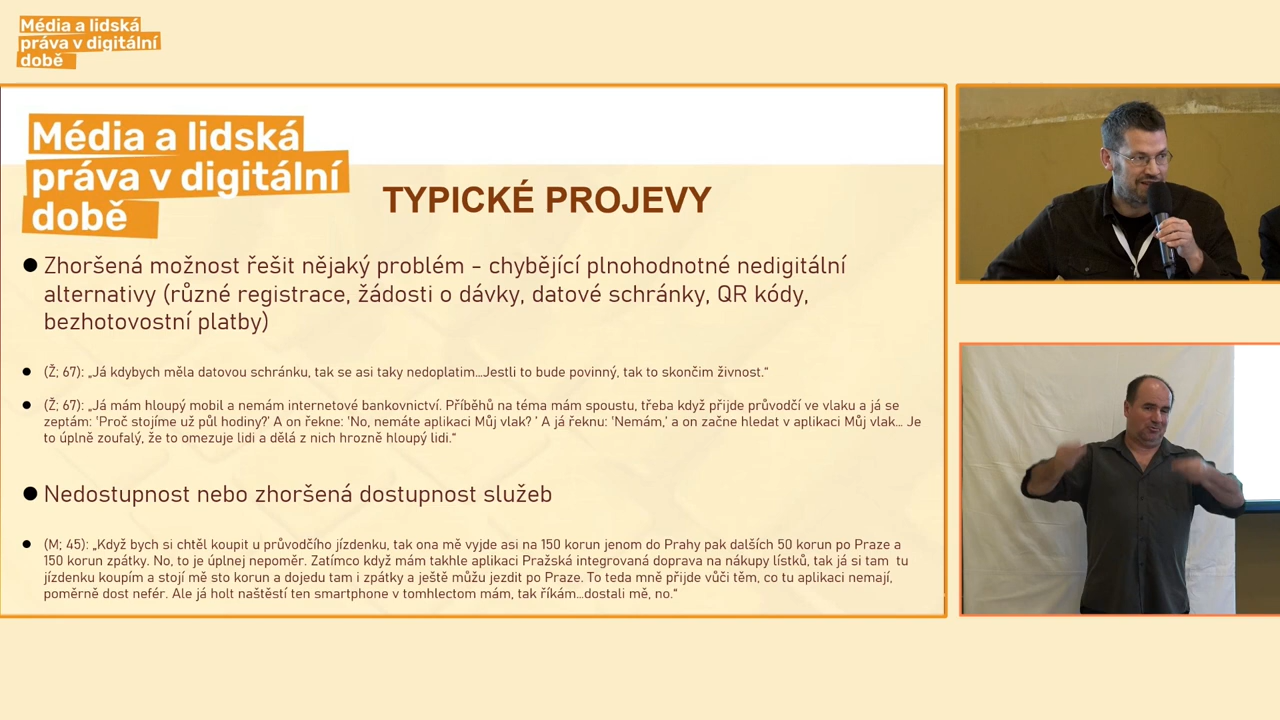 Média a lidská
práva v digitální
době
Média a lidská
práva v digitální
době
TYPICKÉ PROJEVY
Zhoršená možnost řešit nějaký problém - chybějící plnohodnotné nedigitální
alternativy (různé registrace, žádosti o dávky, datové schránky, QR kódy,
bezhotovostní platby)
(Ž; 67): „Já kdybych měla datovou schránku, tak se asi taky nedoplatim...Jestli to bude povinný, tak to skončim živnost.“
(Ž; 67): „Já mám hloupý mobil a nemám internetové bankovnictví. Příběhů na téma mám spoustu, třeba když přijde průvodčí ve vlaku a já se
zeptám: 'Proč stojíme už půl hodiny?' A on řekne: 'No, nemáte aplikaci Můj vlak? ' A já řeknu: 'Nemám,' a on začne hledat v aplikaci Můj vlak... Je
to úplně zoufalý, že to omezuje lidi a dělá z nich hrozně hloupý lidi.“
Nedostupnost nebo zhoršená dostupnost služeb
(M; 45): „Když bych si chtěl koupit u průvodčího jízdenku, tak ona mě vyjde asi na 150 korun jenom do Prahy pak dalších 50 korun po Praze a
150 korun zpátky. No, to je úplnej nepoměr. Zatímco když mám takhle aplikaci Pražská integrovaná doprava na nákupy lístků, tak já si tam tu
jízdenku koupím a stojí mě sto korun a dojedu tam i zpátky a ještě můžu jezdit po Praze. To teda mně přijde vůči těm, co tu aplikaci nemají,
poměrně dost nefér. Ale já holt naštěstí ten smartphone v tomhlectom mám, tak říkám...dostali mě, no.“